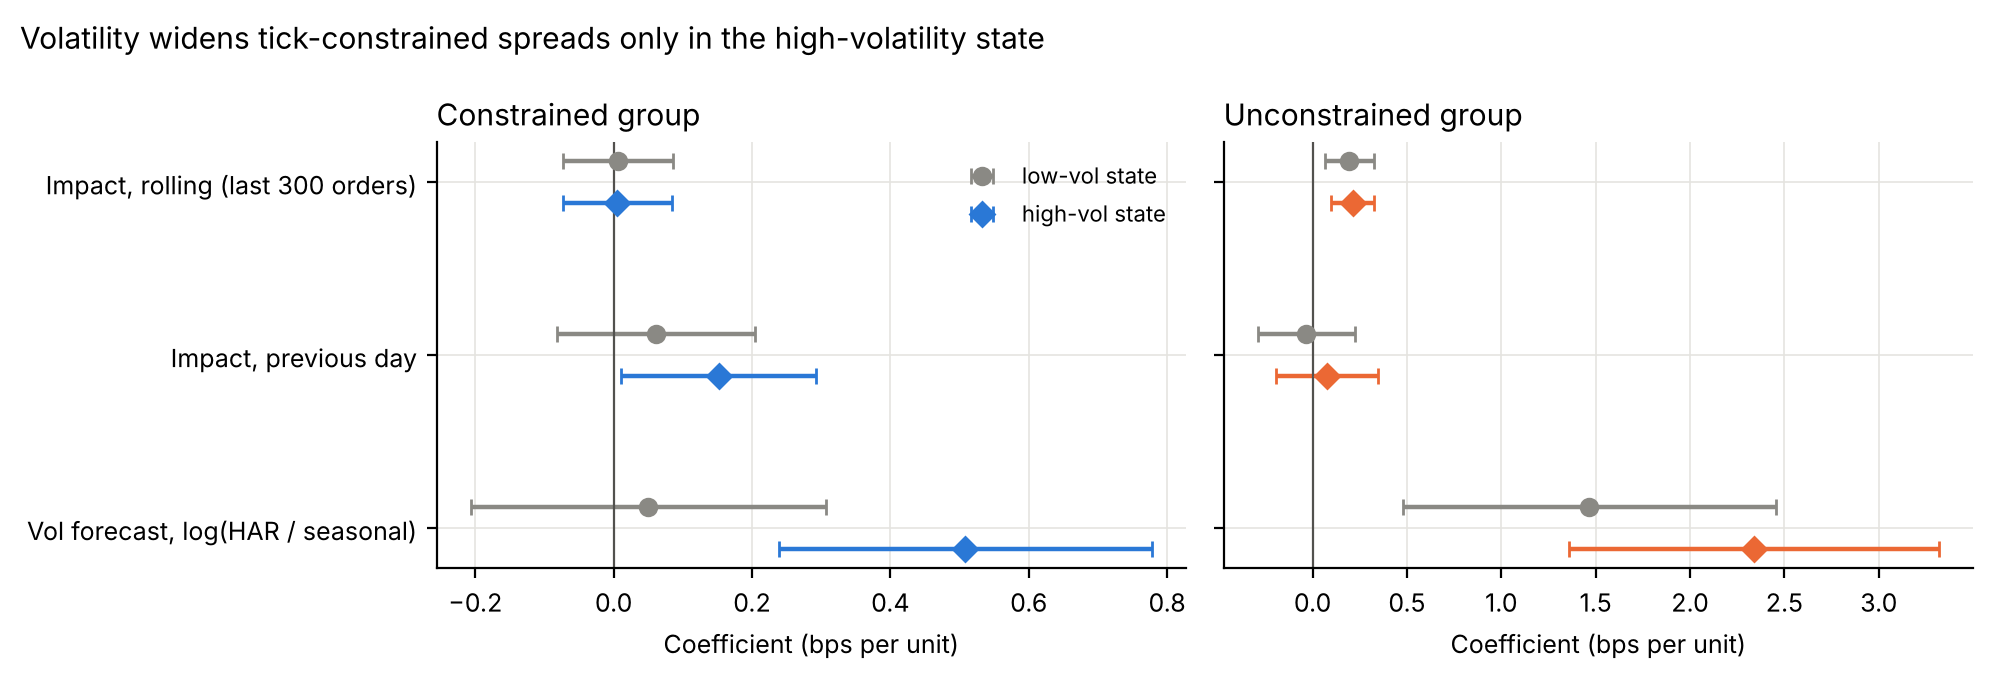 Volatility widens tick-constrained spreads only in the high-volatility state
Constrained group
Unconstrained group
Impact, rolling (last 300 orders)
Impact, previous day
Vol forecast, log(HAR / seasonal)
low-vol state
high-vol state
−0.2 0.0 0.2 0.4 0.6 0.8
0.0 0.5 1.0 1.5 2.0 2.5 3.0
Coefficient (bps per unit)
Coefficient (bps per unit)